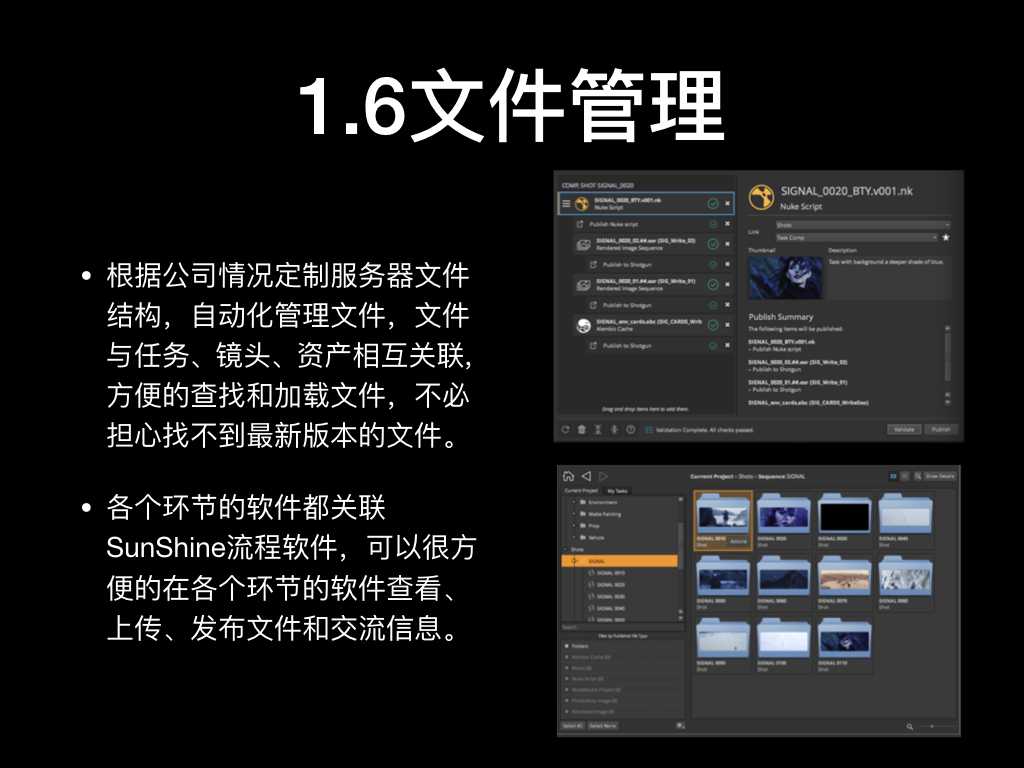 1.6文件管理
根据公司情况定制服务器文件
结构，自动化管理文件，文件
与任务、镜头、资产相互关联,
方便的查找和加载文件，不必
担心找不到最新版本的文件。
各个环节的软件都关联
SunShine流程软件，可以很方
便的在各个环节的软件查看、
上传、发布文件和交流信息。
COMP, SHOT SIGNAL_0020
SIGNAL_0020_BTY.v001.nk
Nuke Script
Publish Nuke script
SIGNAL_0020_02.##.exr (SIG_Write_02)
Rendered Image Sequence
Publish to Shotgun
SIGNAL_0020_01.##.exr (SIG_Write_01)
Rendered Image Sequence
Publish to Shotgun
SIGNAL_env_cards.abc (SIG_CARDS_Writ
Alembic Cache
Publish to Shotgun
Drag and drop items here to add them.
Validation Complete. All checks passed.
Validate
Publish
SIGNAL_0020_BTY.v001.nk
Nuke Script
Link
Shots
Task Comp
Thumbnail
Description
Task with background a deeper shade of blue.
Publish Summary
The following items will be published:
SIGNAL_0020_BTY.v001.nk
– Publish Nuke script
SIGNAL_0020_02.##.exr (SIG_Write_02)
– Publish to Shotgun
SIGNAL_0020_01.##.exr (SIG_Write_01)
– Publish to Shotgun
SIGNAL_env_cards.abc (SIG_CARDS_WriteGeo)
Current Project › Shots › Sequence SIGNAL
Show Details
Current Project
My Tasks
Environment
Matte Painting
Prop
Vehicle
Shots
SIGNAL
SIGNAL 0010
SIGNAL 0020
SIGNAL 0030
SIGNAL 0040
SIGNAL 0050
Search
Filter by Published File Type
Folders
Alembic Cache (0)
Movie (0)
Nuke Script (0)
NukeStudio Project (0)
Photoshop Image (0)
Rendered Image (0)
Select All
Select None
SIGNAL 0010
Shot
Actions
SIGNAL 0020
Shot
SIGNAL 0030
Shot
SIGNAL 0040
Shot
SIGNAL 0050
Shot
SIGNAL 0060
Shot
SIGNAL 0070
Shot
SIGNAL 0080
Shot
SIGNAL 0090
Shot
SIGNAL 0100
Shot
SIGNAL 0110
Shot